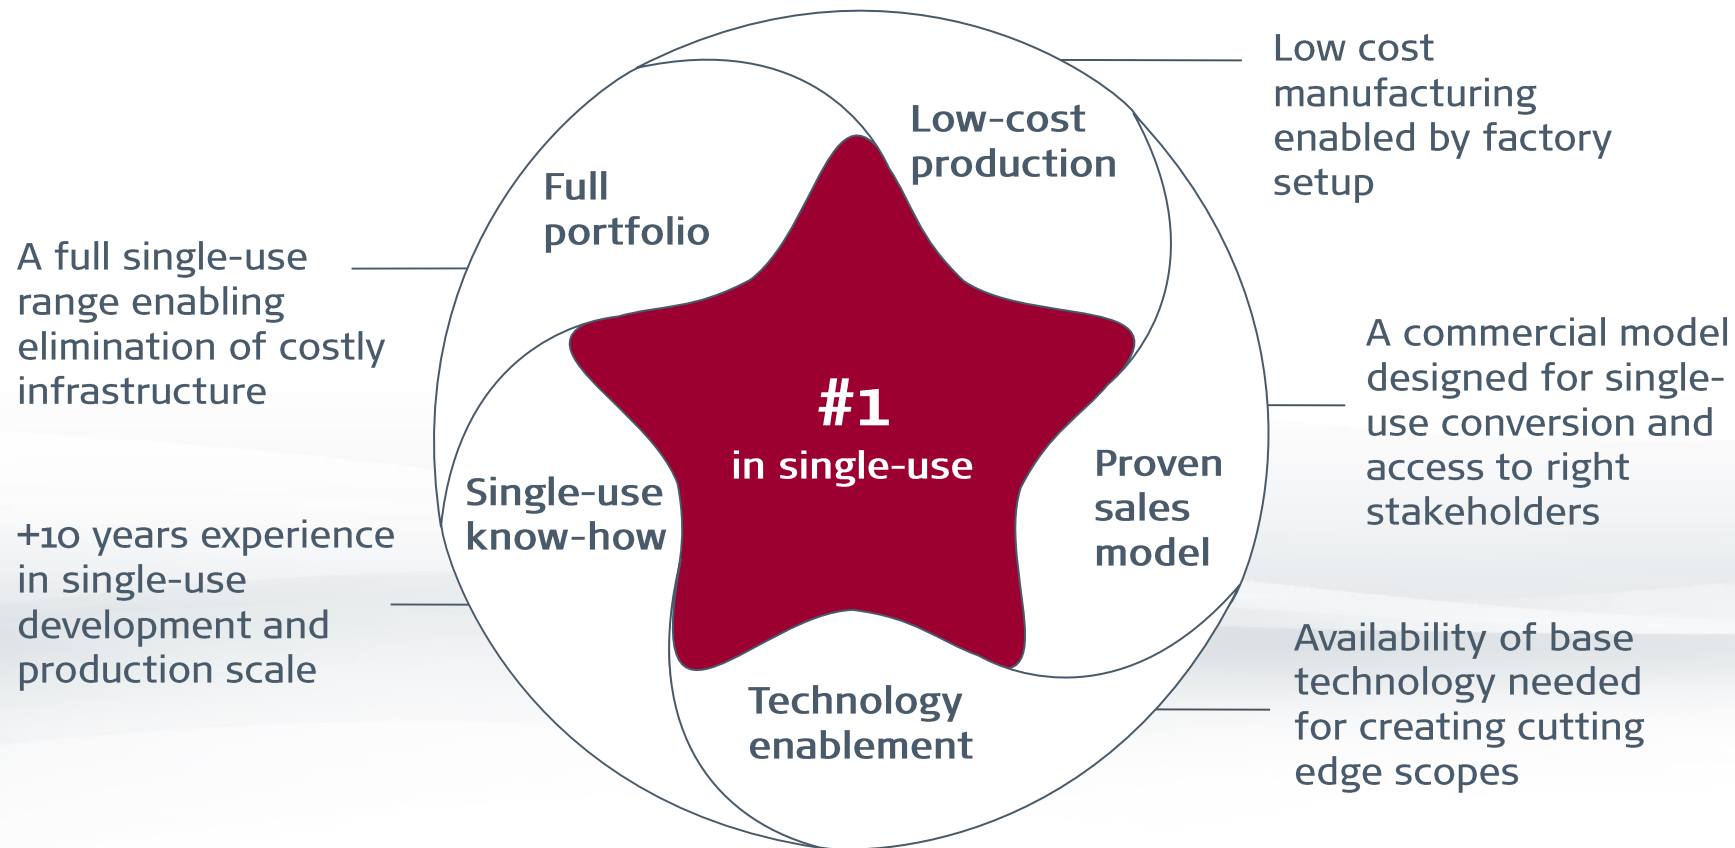 Low cost
manufacturing
enabled by factory
setup
Low-cost
production
Full
portfolio
A full single-use
range enabling
elimination of costly
infrastructure
A commercial model
designed for single-
use conversion and
access to right
stakeholders
#1
in single-use
Proven
sales
model
Single-use
know-how
+10 years experience
in single-use
development and
production scale
Technology
enablement
Availability of base
technology needed
for creating cutting
edge scopes